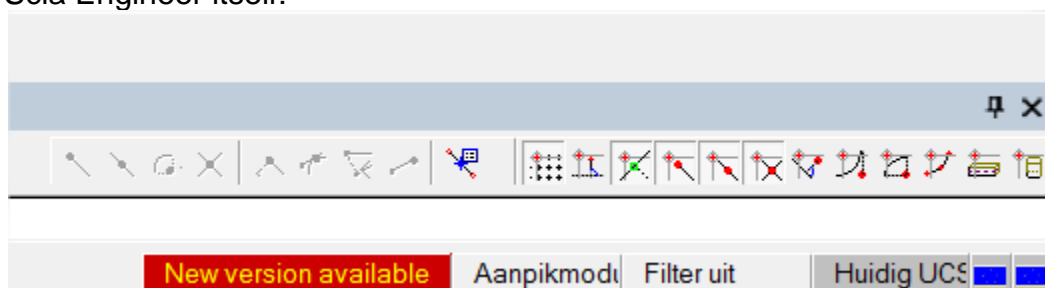 Scia Engineer itself.
New version available Aanpikmodu Filter uit Huidig UCS